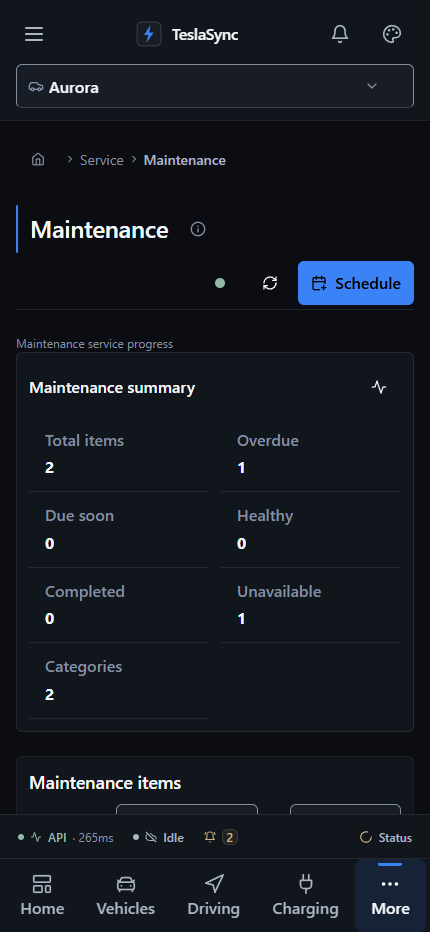 TeslaSync
Aurora
Service
Maintenance
Maintenance
Schedule
Maintenance service progress
Maintenance summary
Total items
2
Overdue
1
Due soon
0
Healthy
0
Completed
0
Unavailable
1
Categories
2
Maintenance items
API · 265ms
Idle
2
Status
Home
Vehicles
Driving
Charging
More